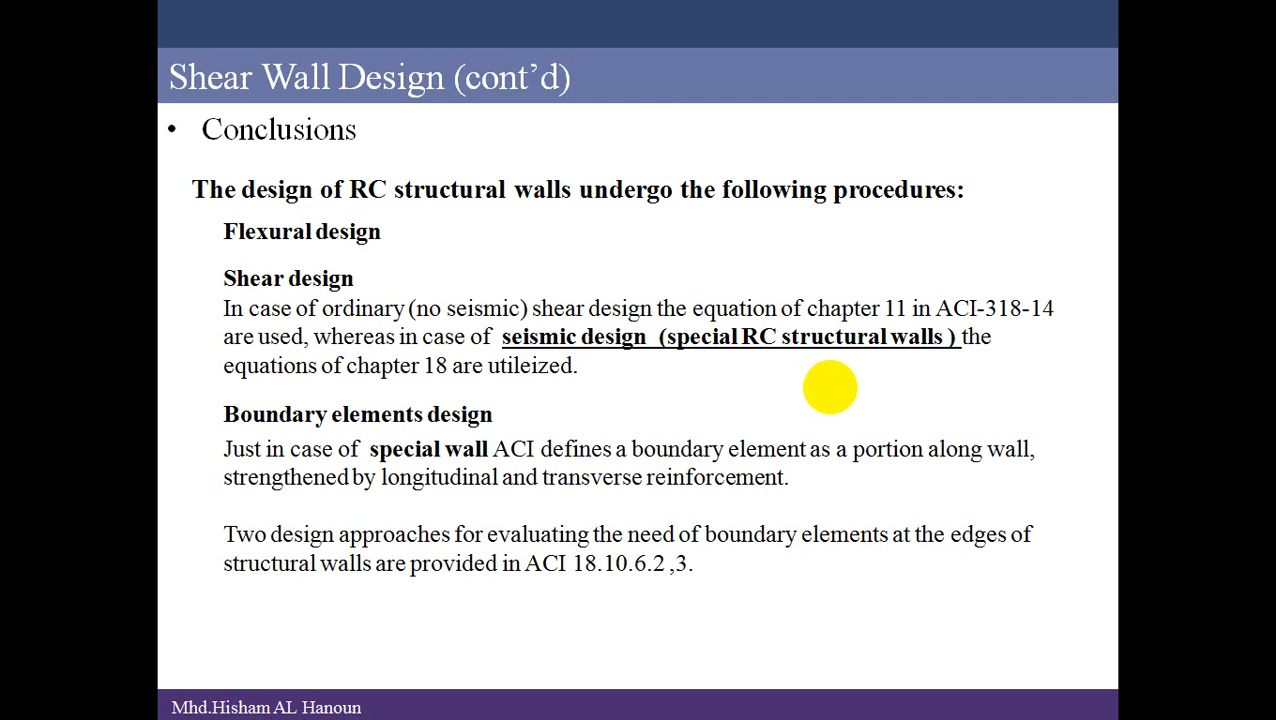 Shear Wall Design (cont’d)
• Conclusions
The design of RC structural walls undergo the following procedures:
Flexural design
Shear design
In case of ordinary (no seismic) shear design the equation of chapter 11 in ACI-318-14
are used, whereas in case of seismic design (special RC structural walls ) the
equations of chapter 18 are utileized.
Boundary elements design
Just in case of special wall ACI defines a boundary element as a portion along wall,
strengthened by longitudinal and transverse reinforcement.
Two design approaches for evaluating the need of boundary elements at the edges of
structural walls are provided in ACI 18.10.6.2 ,3.
Mhd.Hisham AL Hanoun